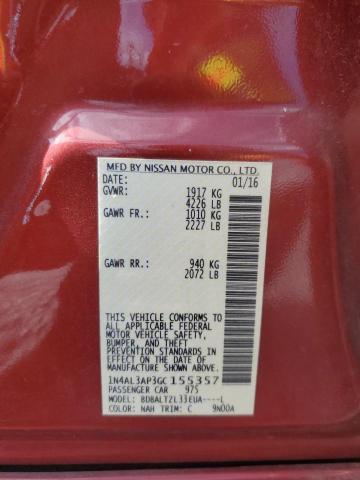 MFD BY NISSAN MOTOR CO., LTD.
DATE: 01/16
GVWR: 1917 KG
4226 LB
GAWR FR.: 1010 KG
2227 LB
GAWR RR.: 940 KG
2072 LB
THIS VEHICLE CONFORMS TO
ALL APPLICABLE FEDERAL
MOTOR VEHICLE SAFETY,
BUMPER, AND THEFT
PREVENTION STANDARDS IN
EFFECT ON THE DATE OF
MANUFACTURE SHOWN ABOVE.
1N4AL3AP3GC155357
PASSENGER CAR 975
MODEL: BDBALTZL33EUA----L
COLOR: NAH TRIM: C 9N00A